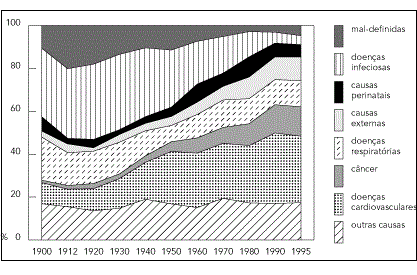 100
80
60
40
20
% 0
1900 1912 1920 1930 1940 1950 1960 1970 1980 1990 1995
mal-definidas
doenças
infeciosas
causas
perinatais
causas
externas
doenças
respiratórias
câncer
doenças
cardiovasculares
outras causas